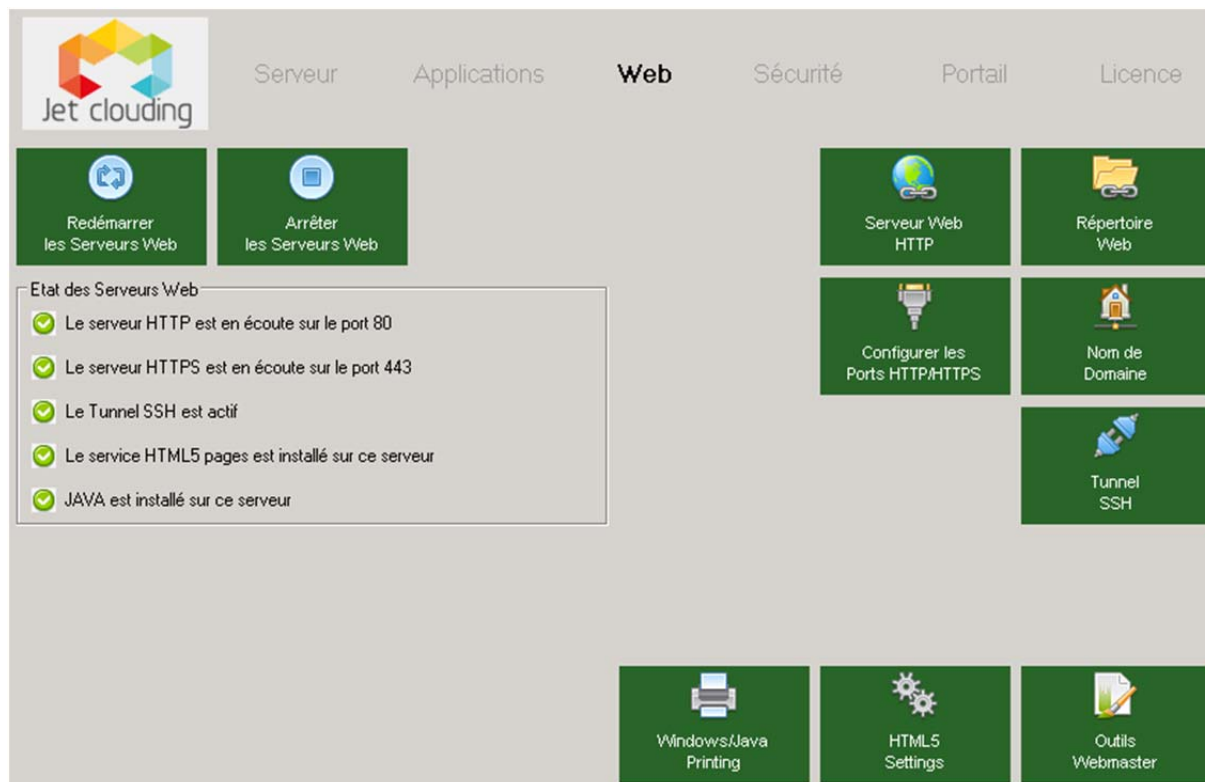 Jet clouding
Serveur
Applications
Web
Sécurité
Portail
Licence
Redémarrer
les Serveurs Web
Arrêter
les Serveurs Web
Serveur Web
HTTP
Répertoire
Web
Etat des Serveurs Web
Le serveur HTTP est en écoute sur le port 80
Le serveur HTTPS est en écoute sur le port 443
Le Tunnel SSH est actif
Le service HTML5 pages est installé sur ce serveur
JAVA est installé sur ce serveur
Configurer les
Ports HTTP/HTTPS
Nom de
Domaine
Tunnel
SSH
Windows/Java
Printing
HTML5
Settings
Outils
Webmaster